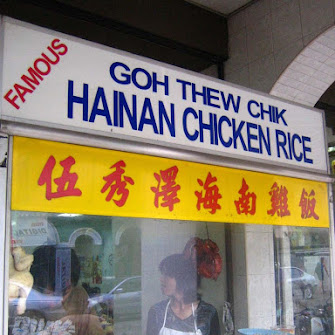 FAMOUS
GOH THEW CHIK
HAINAN CHICKEN RICE
伍秀澤海南雞飯